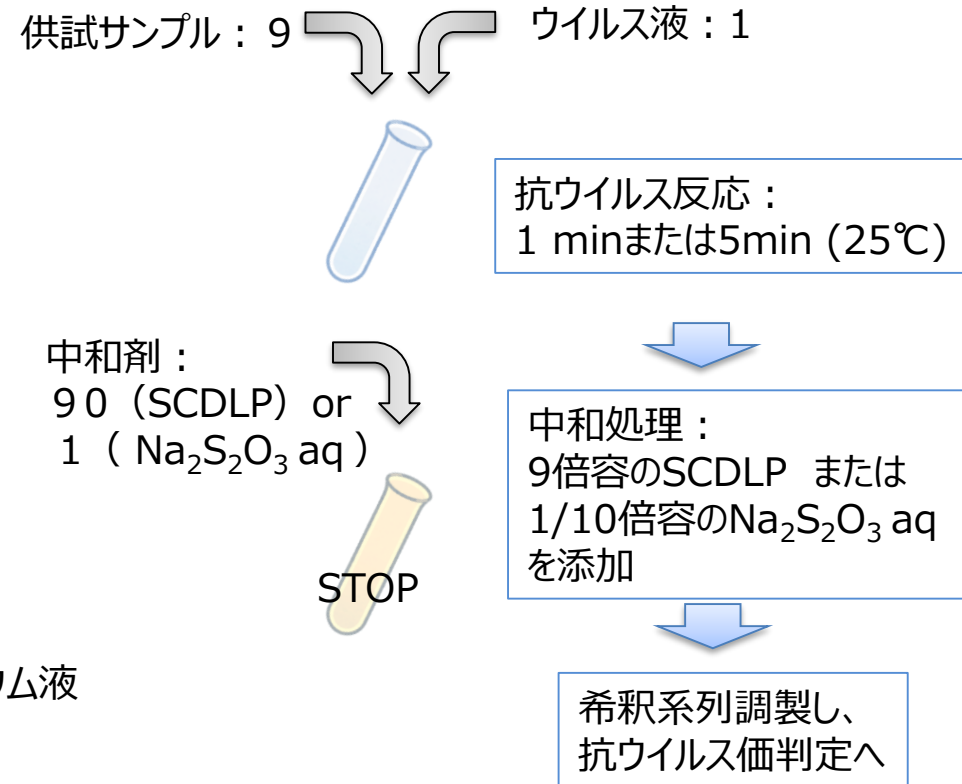 供試サンプル：9
ウイルス液：1
抗ウイルス反応：
1 minまたは5min (25℃)
中和剤：
９０（SCDLP）or
１（ Na₂S₂O₃ aq ）
STOP
中和処理：
9倍容のSCDLP または
1/10倍容のNa₂S₂O₃ aq
を添加
ウム液
希釈系列調製し、
抗ウイルス価判定へ